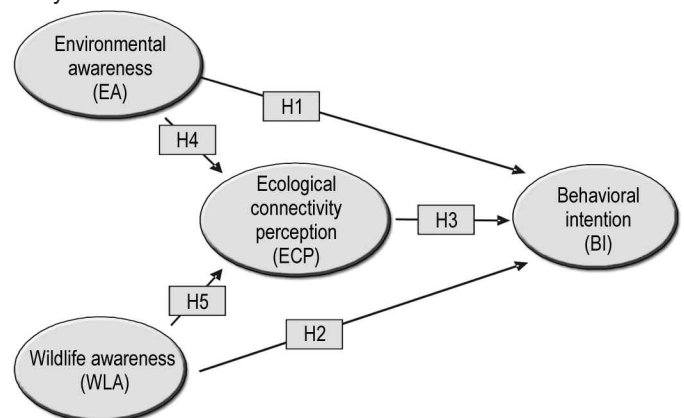 Environmental
awareness
(EA)
H1
H4
Ecological
connectivity
perception
(ECP)
H3
Behavioral
intention
(BI)
H5
H2
Wildlife awareness
(WLA)